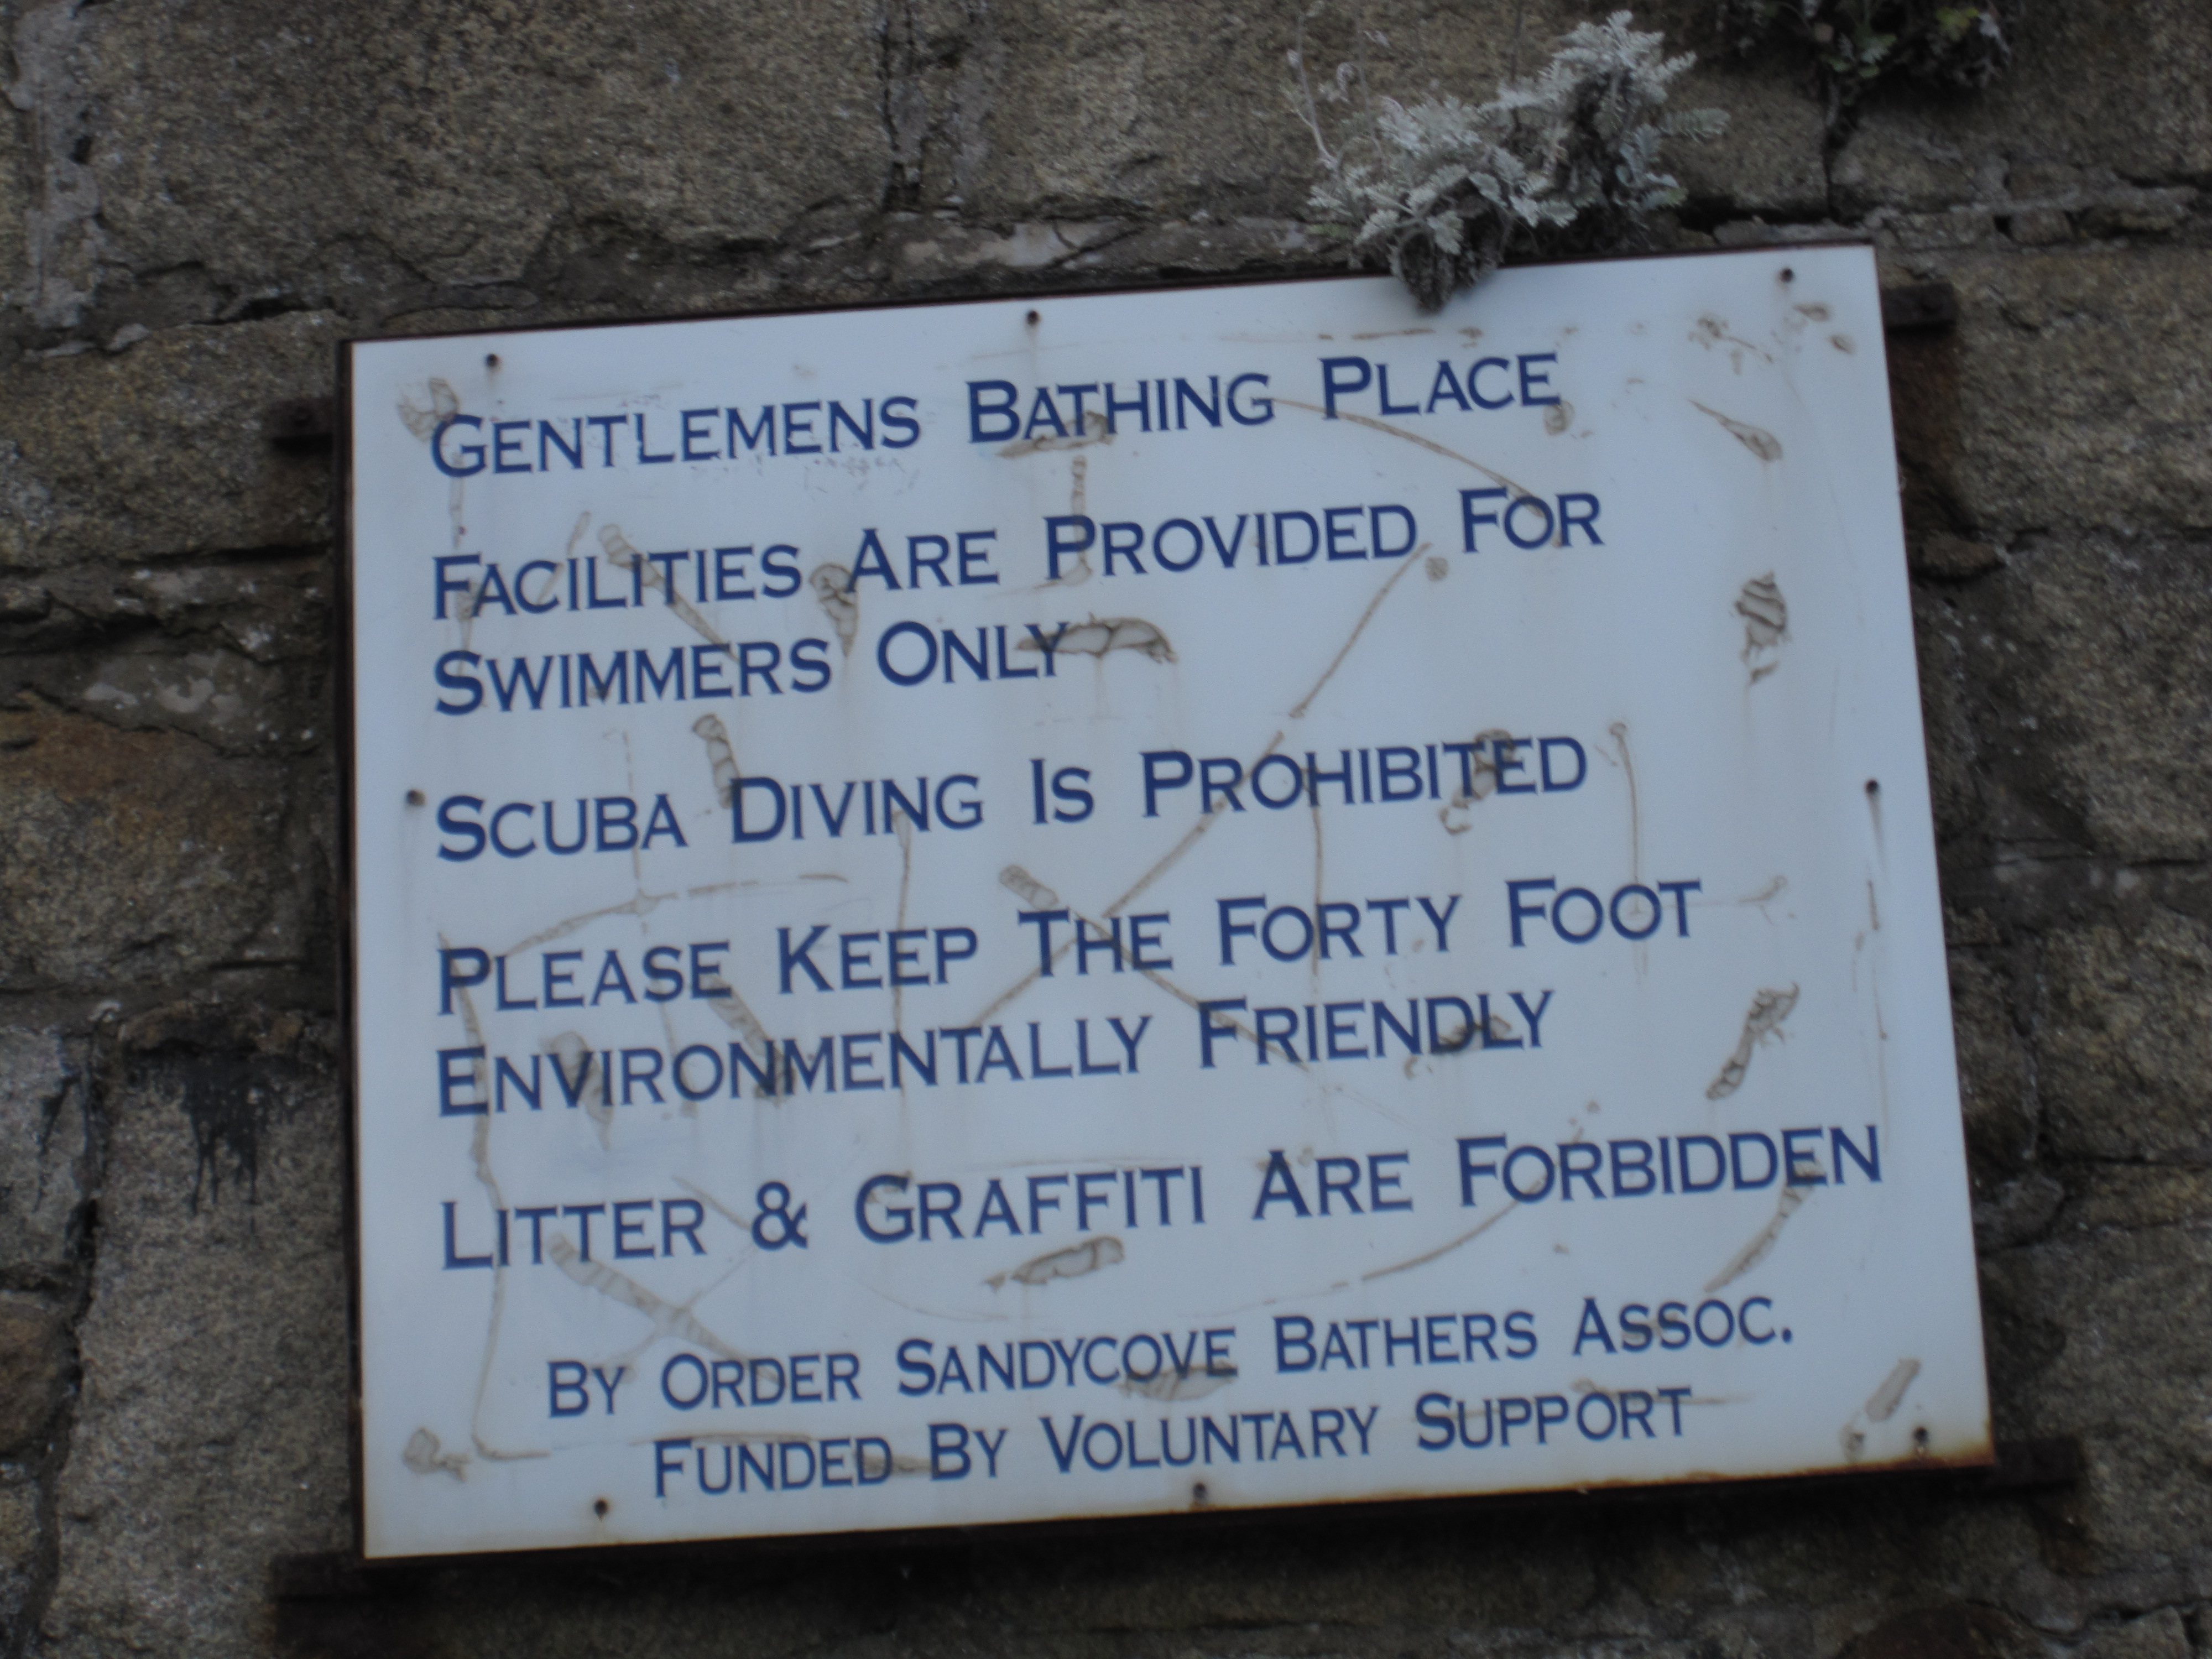 GENTLEMENS BATHING PLACE
FACILITIES ARE PROVIDED FOR
SWIMMERS ONLY
SCUBA DIVING IS PROHIBITED
PLEASE KEEP THE FORTY FOOT
ENVIRONMENTALLY FRIENDLY
LITTER & GRAFFITI ARE FORBIDDEN
BY ORDER SANDYCOVE BATHERS ASSOC.
FUNDED BY VOLUNTARY SUPPORT